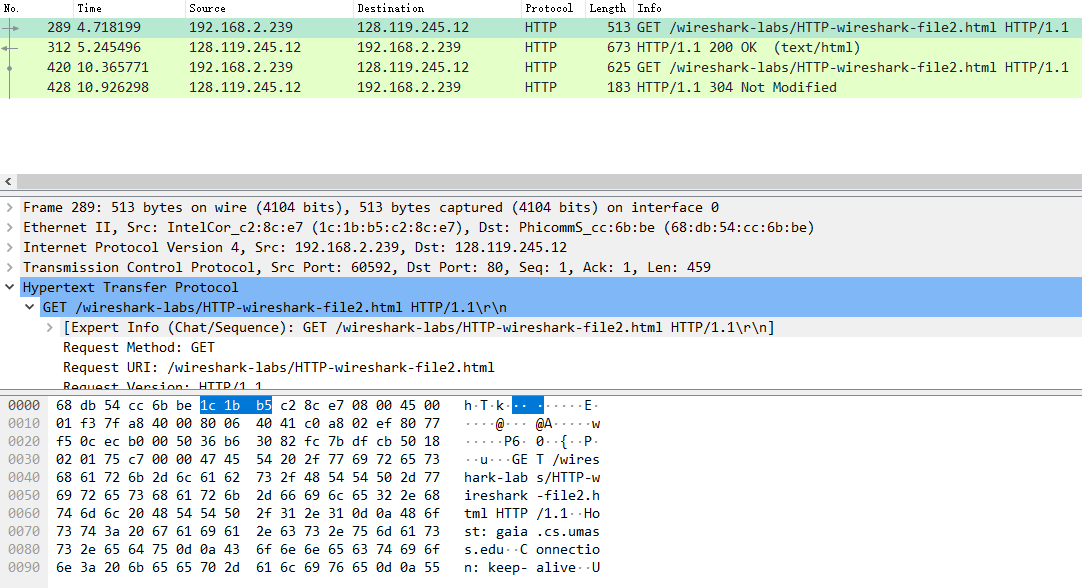 No. Time Source Destination Protocol Length Info
289 4.718199 192.168.2.239 128.119.245.12 HTTP 513 GET /wireshark-labs/HTTP-wireshark-file2.html HTTP/1.1
312 5.245496 128.119.245.12 192.168.2.239 HTTP 673 HTTP/1.1 200 OK  (text/html)
420 10.365771 192.168.2.239 128.119.245.12 HTTP 625 GET /wireshark-labs/HTTP-wireshark-file2.html HTTP/1.1
428 10.926298 128.119.245.12 192.168.2.239 HTTP 183 HTTP/1.1 304 Not Modified
Frame 289: 513 bytes on wire (4104 bits), 513 bytes captured (4104 bits) on interface 0
Ethernet II, Src: IntelCor_c2:8c:e7 (1c:1b:b5:c2:8c:e7), Dst: PhicommS_cc:6b:be (68:db:54:cc:6b:be)
Internet Protocol Version 4, Src: 192.168.2.239, Dst: 128.119.245.12
Transmission Control Protocol, Src Port: 60592, Dst Port: 80, Seq: 1, Ack: 1, Len: 459
Hypertext Transfer Protocol
GET /wireshark-labs/HTTP-wireshark-file2.html HTTP/1.1\r\n
[Expert Info (Chat/Sequence): GET /wireshark-labs/HTTP-wireshark-file2.html HTTP/1.1\r\n]
Request Method: GET
Request URI: /wireshark-labs/HTTP-wireshark-file2.html
Request Version: HTTP/1.1
0000 68 db 54 cc 6b be 1c 1b b5 c2 8c e7 08 00 45 00 h·T·k··· ······E·
0010 01 f3 7f a8 40 00 80 06 40 41 c0 a8 02 ef 80 77 ····@··· @A·····w
0020 f5 0c ec b0 00 50 36 b6 30 82 fc 7b df cb 50 18 ·····P6· 0··{··P·
0030 02 01 75 c7 00 00 47 45 54 20 2f 77 69 72 65 73 ··u···GE T /wires
0040 68 61 72 6b 2d 6c 61 62 73 2f 48 54 54 50 2d 77 hark-lab s/HTTP-w
0050 69 72 65 73 68 61 72 6b 2d 66 69 6c 65 32 2e 68 ireshark -file2.h
0060 74 6d 6c 20 48 54 54 50 2f 31 2e 31 0d 0a 48 6f tml HTTP /1.1··Ho
0070 73 74 3a 20 67 61 69 61 2e 63 73 2e 75 6d 61 73 st: gaia .cs.umas
0080 73 2e 65 64 75 0d 0a 43 6f 6e 6e 65 63 74 69 6f s.edu··C onnectio
0090 6e 3a 20 6b 65 65 70 2d 61 6c 69 76 65 0d 0a 55 n: keep- alive··U